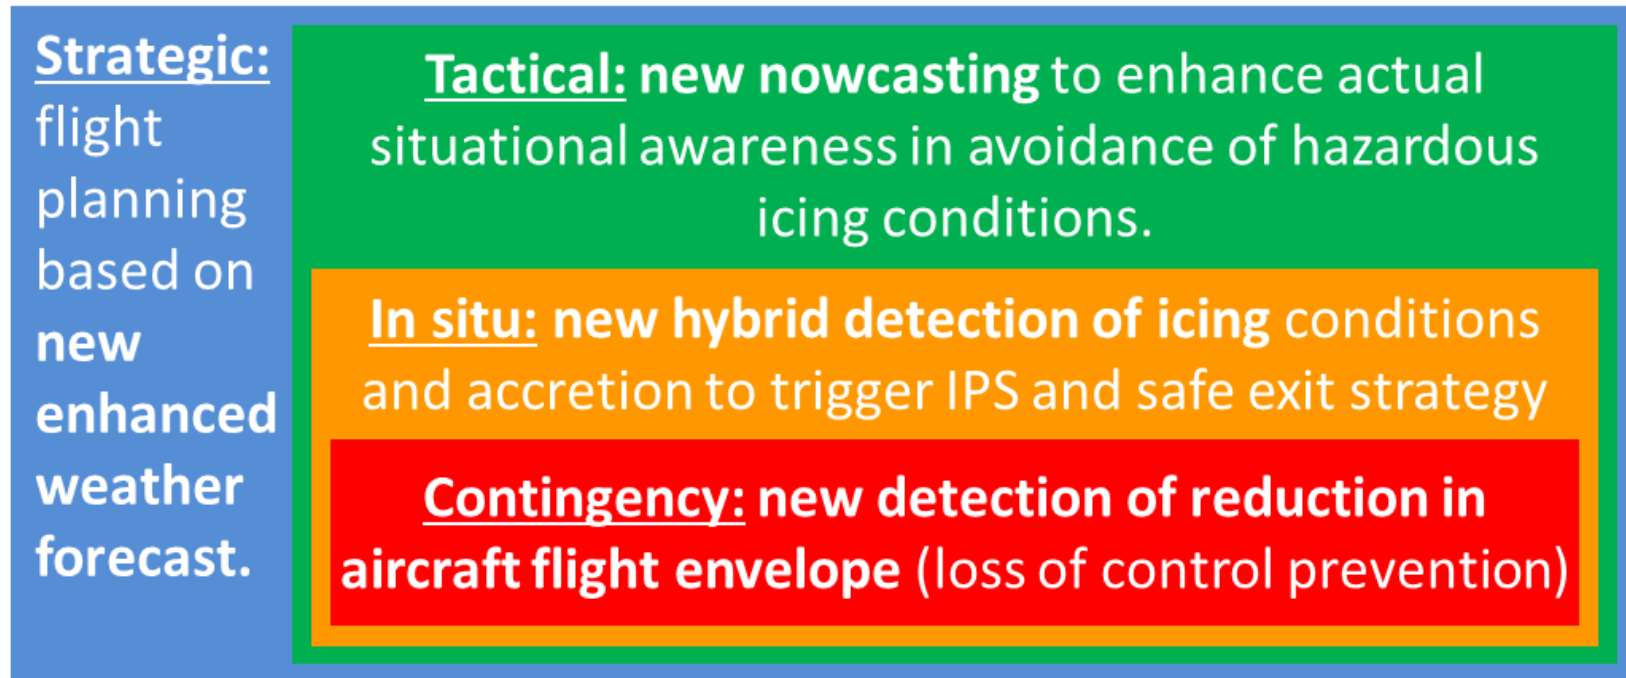 Strategic:
flight
planning
based on
new
enhanced
weather
forecast.
Tactical: new nowcasting to enhance actual
situational awareness in avoidance of hazardous
icing conditions.
In situ: new hybrid detection of icing conditions
and accretion to trigger IPS and safe exit strategy
Contingency: new detection of reduction in
aircraft flight envelope (loss of control prevention)